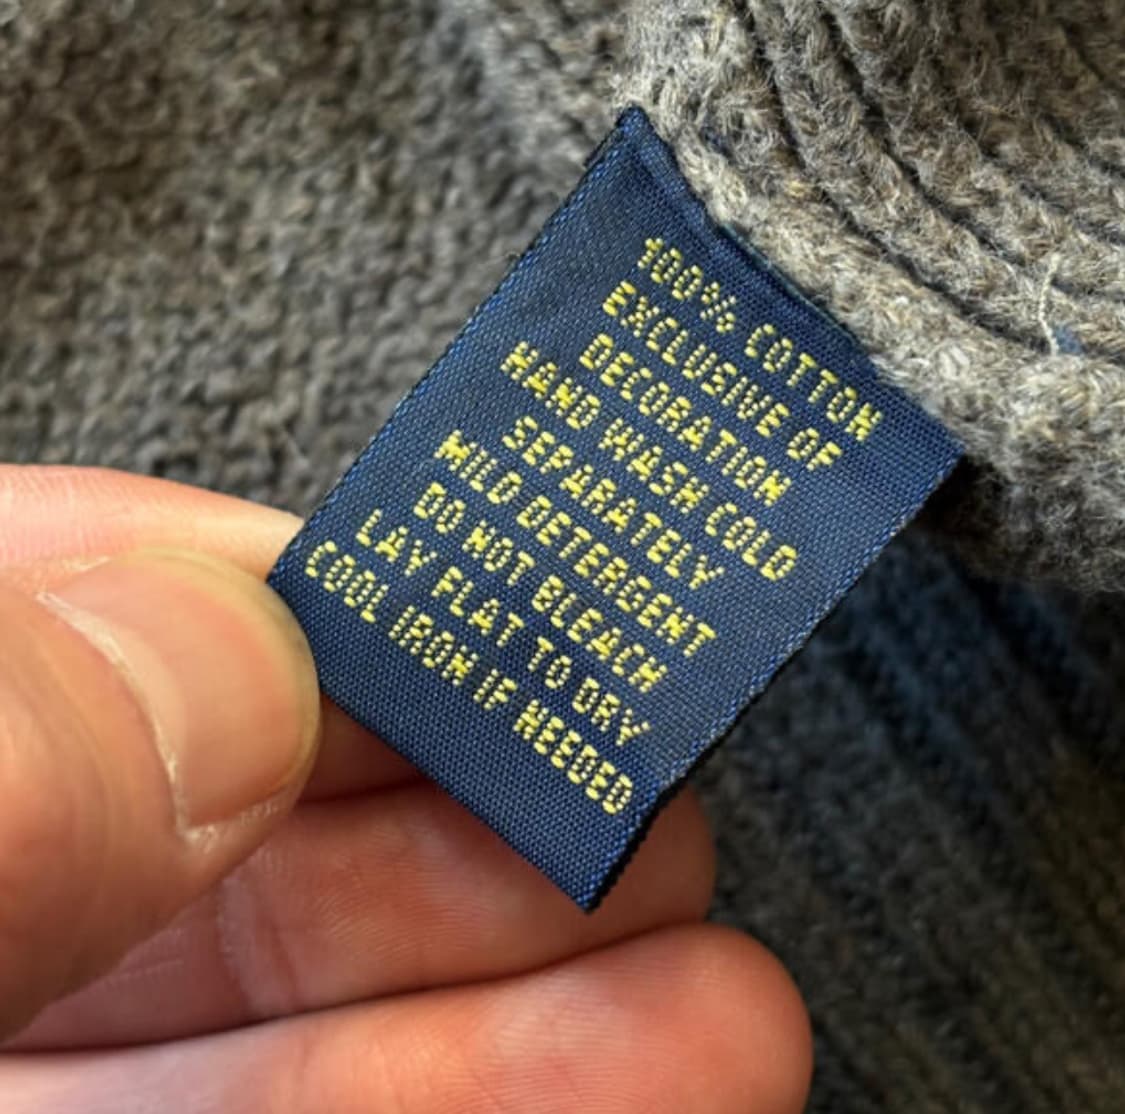 100% COTTON
EXCLUSIVE OF
DECORATION
HAND WASH COLD
SEPARATELY
MILD DETERGENT
DO NOT BLEACH
LAY FLAT TO DRY
COOL IRON IF NEEDED